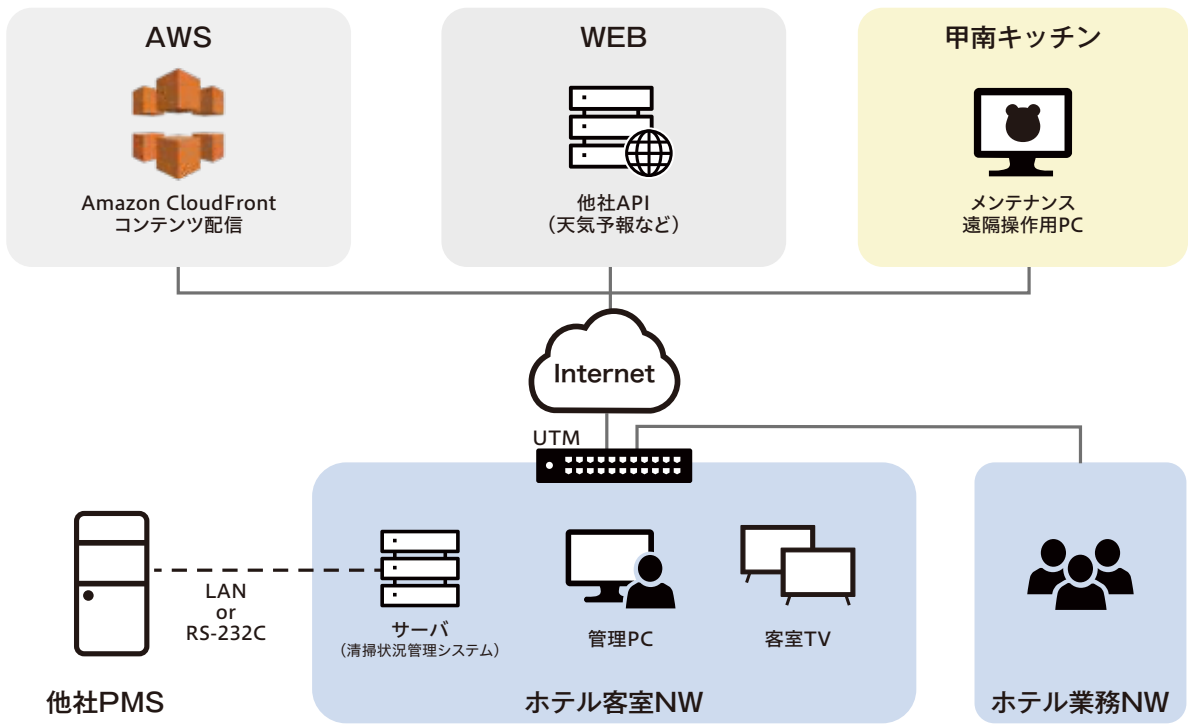 AWS
Amazon CloudFront
コンテンツ配信
WEB
他社API
（天気予報など）
甲南キッチン
メンテナンス
遠隔操作用PC
Internet
UTM
LAN
or
RS-232C
他社PMS
サーバ
（清掃状況管理システム）
管理PC
客室TV
ホテル客室NW
ホテル業務NW